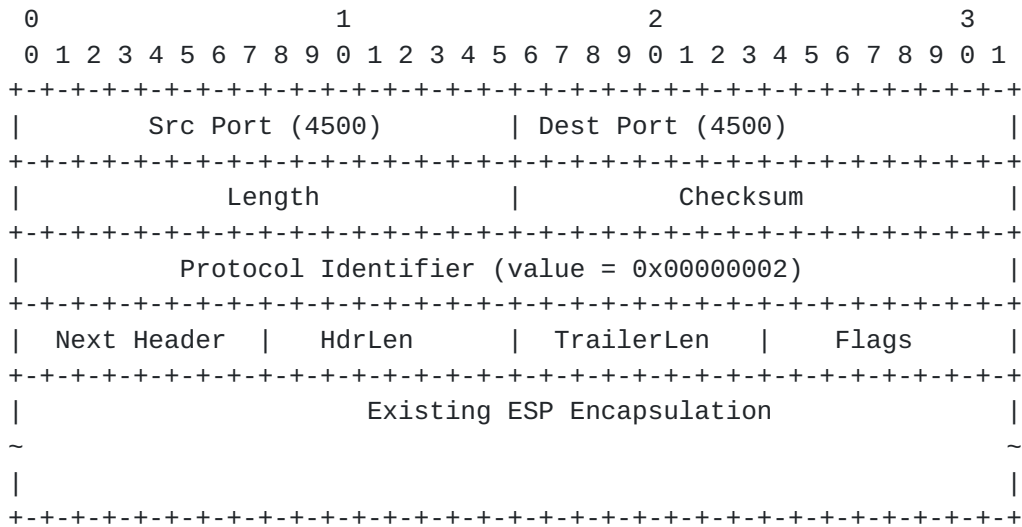 0                   1                   2                   3
 0 1 2 3 4 5 6 7 8 9 0 1 2 3 4 5 6 7 8 9 0 1 2 3 4 5 6 7 8 9 0 1
+-+-+-+-+-+-+-+-+-+-+-+-+-+-+-+-+-+-+-+-+-+-+-+-+-+-+-+-+-+-+-+-+
|        Src Port (4500)        | Dest Port (4500)              |
+-+-+-+-+-+-+-+-+-+-+-+-+-+-+-+-+-+-+-+-+-+-+-+-+-+-+-+-+-+-+-+-+
|             Length            |          Checksum             |
+-+-+-+-+-+-+-+-+-+-+-+-+-+-+-+-+-+-+-+-+-+-+-+-+-+-+-+-+-+-+-+-+
|          Protocol Identifier (value = 0x00000002)             |
+-+-+-+-+-+-+-+-+-+-+-+-+-+-+-+-+-+-+-+-+-+-+-+-+-+-+-+-+-+-+-+-+
|  Next Header  |   HdrLen      |  TrailerLen   |    Flags      |
+-+-+-+-+-+-+-+-+-+-+-+-+-+-+-+-+-+-+-+-+-+-+-+-+-+-+-+-+-+-+-+-+
|                      Existing ESP Encapsulation               |
~                                                               ~
|                                                               |
+-+-+-+-+-+-+-+-+-+-+-+-+-+-+-+-+-+-+-+-+-+-+-+-+-+-+-+-+-+-+-+-+